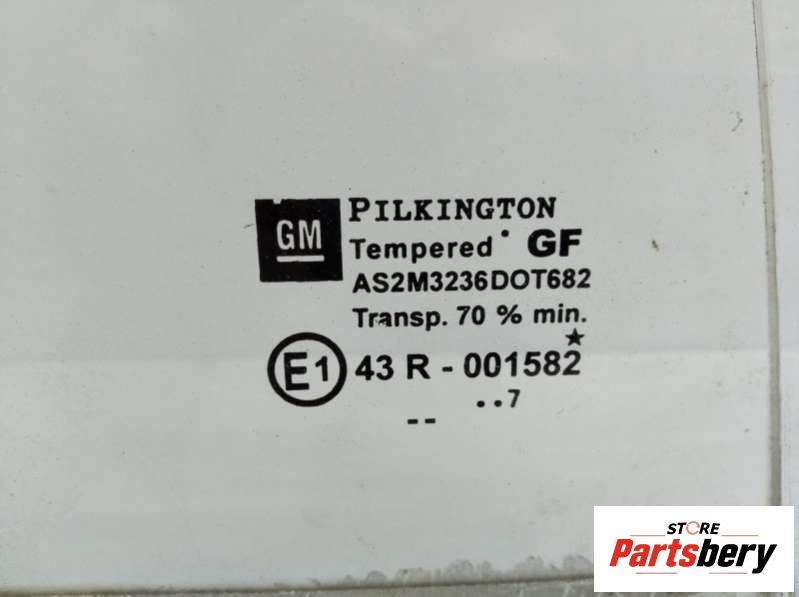 GM
PILKINGTON
Tempered GF
AS2M3236DOT682
Transp. 70 % min.
E1 43 R - 001582
..7
--
STORE
Partsbery